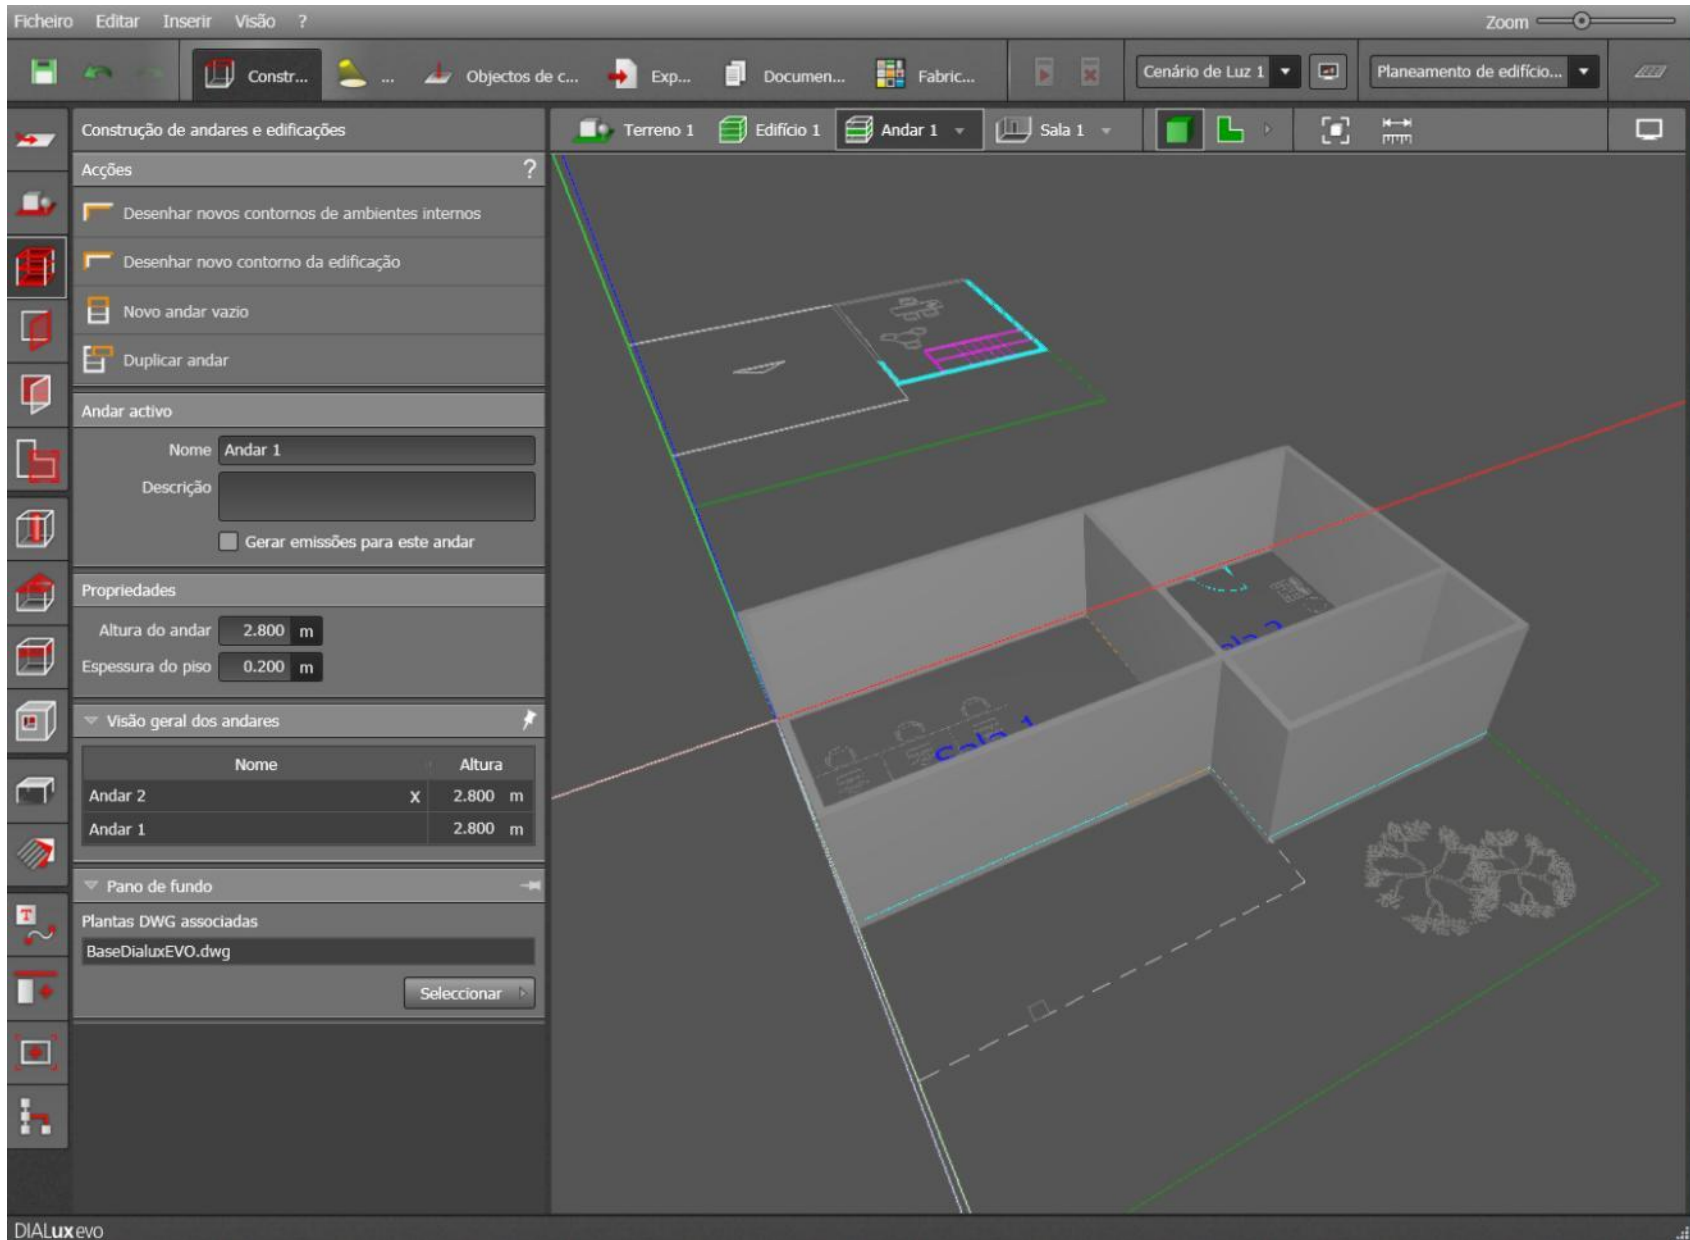 Ficheiro Editar Inserir Visão ? Zoom
Constr... ... Objectos de c... Exp... Documen... Fabric... Cenário de Luz 1 Planeamento de edifício...
Construção de andares e edificações
Terreno 1 Edifício 1 Andar 1 Sala 1
Acções ?
Desenhar novos contornos de ambientes internos
Desenhar novo contorno da edificação
Novo andar vazio
Duplicar andar
Andar activo
Nome Andar 1
Descrição
Gerar emissões para este andar
Propriedades
Altura do andar 2.800 m
Espessura do piso 0.200 m
Visão geral dos andares
Nome Altura
Andar 2 x 2.800 m
Andar 1 2.800 m
Pano de fundo
Plantas DWG associadas
BaseDialuxEVO.dwg
Seleccionar
Sala 1
DIALux evo